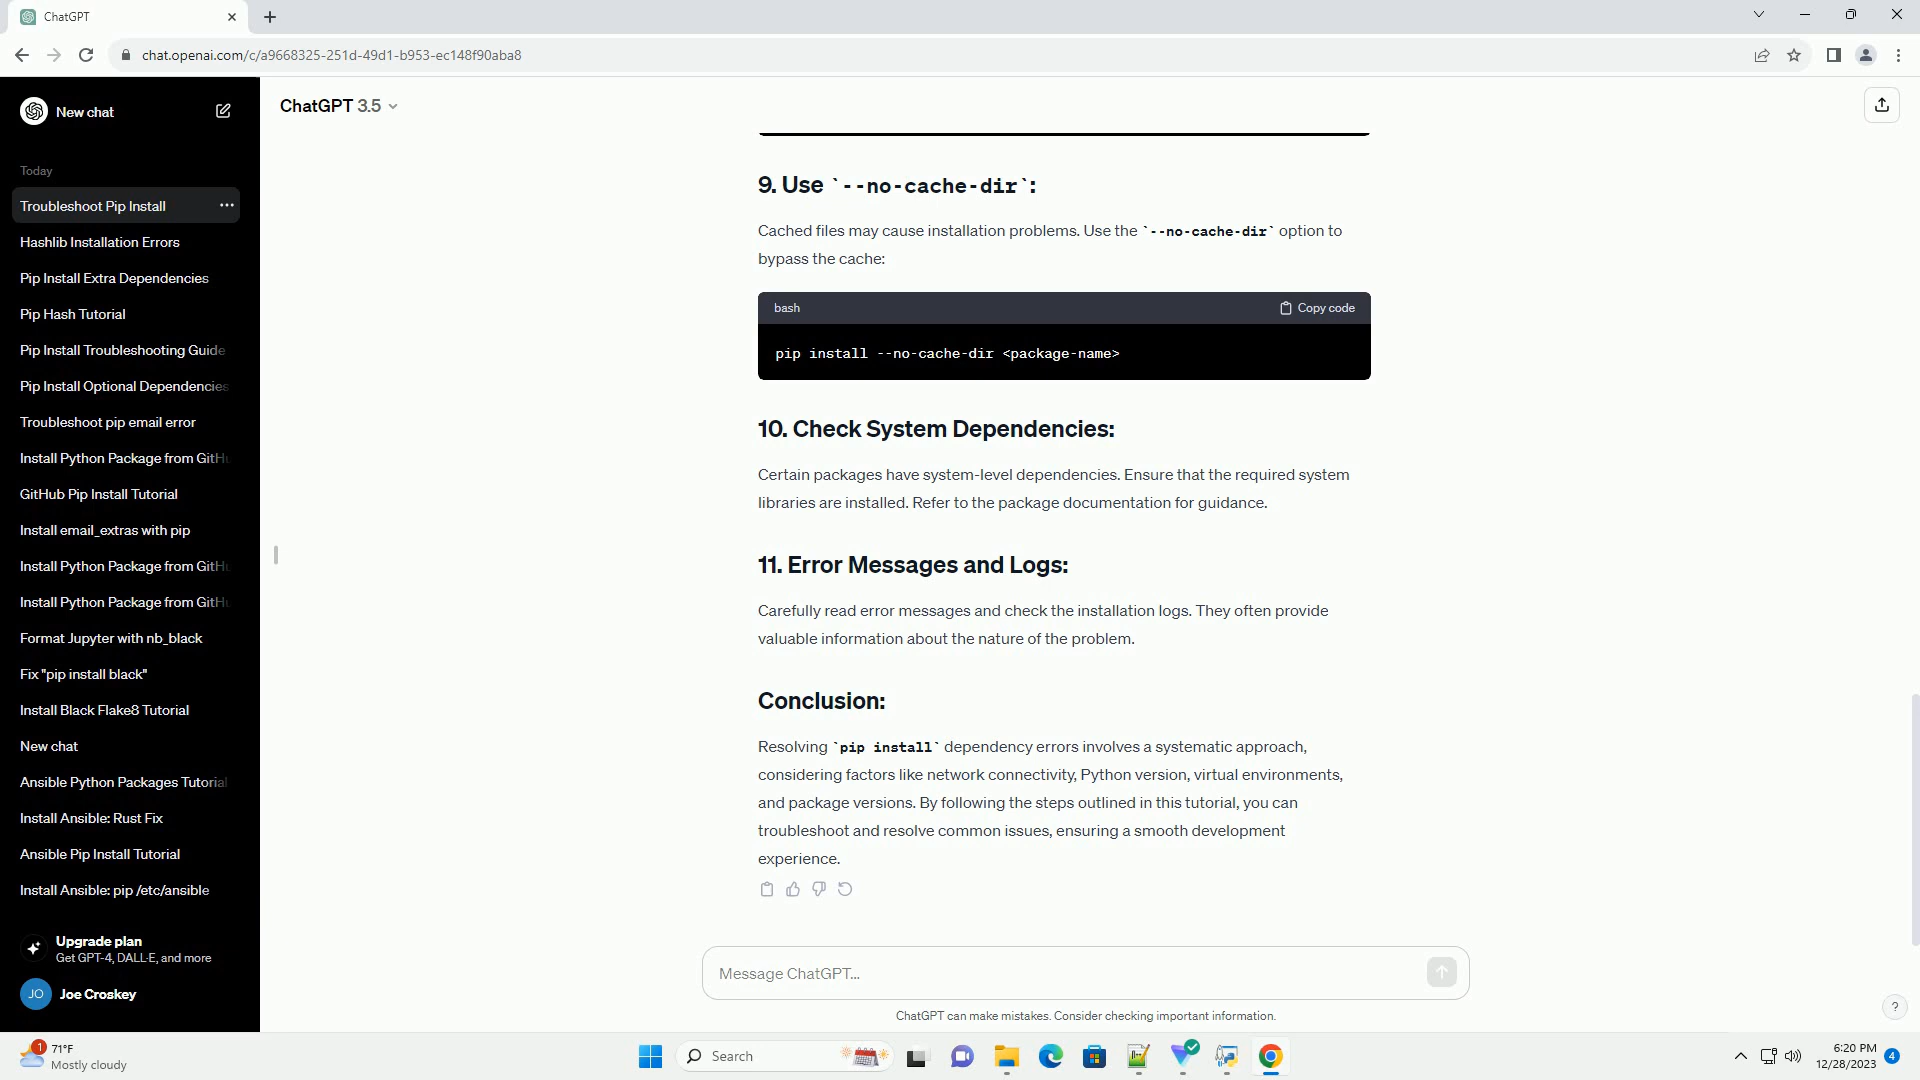 ChatGPT
chat.openai.com/c/a9668325-251d-49d1-b953-ec148f90aba8
New chat
Today
Troubleshoot Pip Install
Hashlib Installation Errors
Pip Install Extra Dependencies
Pip Hash Tutorial
Pip Install Troubleshooting Guide
Pip Install Optional Dependencies
Troubleshoot pip email error
Install Python Package from GitHu
GitHub Pip Install Tutorial
Install email_extras with pip
Install Python Package from GitHu
Install Python Package from GitHu
Format Jupyter with nb_black
Fix "pip install black"
Install Black Flake8 Tutorial
New chat
Ansible Python Packages Tutorial
Install Ansible: Rust Fix
Ansible Pip Install Tutorial
Install Ansible: pip /etc/ansible
Upgrade plan
Get GPT-4, DALL·E, and more
JO Joe Croskey
ChatGPT 3.5
9. Use `--no-cache-dir`:
Cached files may cause installation problems. Use the `--no-cache-dir` option to
bypass the cache:
bash Copy code
pip install --no-cache-dir <package-name>
10. Check System Dependencies:
Certain packages have system-level dependencies. Ensure that the required system
libraries are installed. Refer to the package documentation for guidance.
11. Error Messages and Logs:
Carefully read error messages and check the installation logs. They often provide
valuable information about the nature of the problem.
Conclusion:
Resolving `pip install` dependency errors involves a systematic approach,
considering factors like network connectivity, Python version, virtual environments,
and package versions. By following the steps outlined in this tutorial, you can
troubleshoot and resolve common issues, ensuring a smooth development
experience.
Message ChatGPT...
ChatGPT can make mistakes. Consider checking important information.
?
1 71°F
Mostly cloudy
Search
6:20 PM
12/28/2023 4